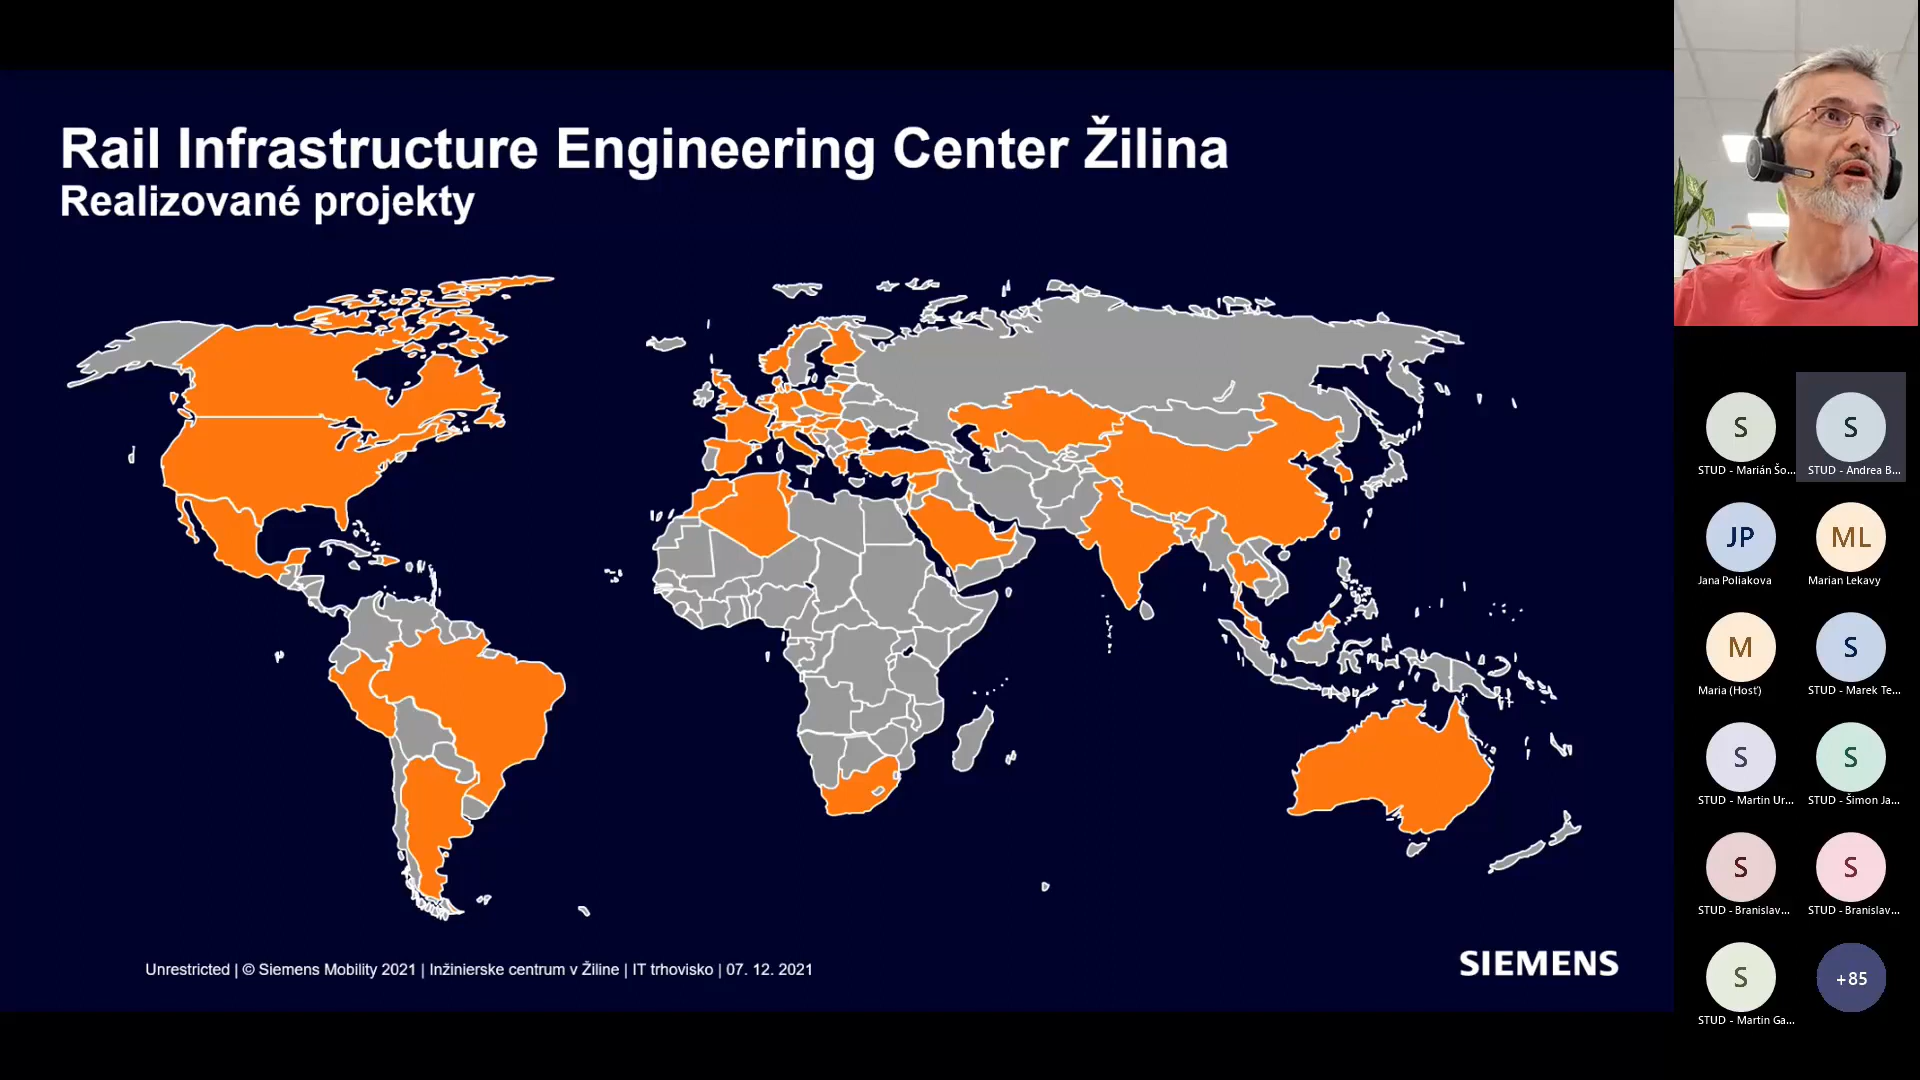 Rail Infrastructure Engineering Center Žilina
Realizované projekty
Unrestricted | © Siemens Mobility 2021 | Inžinierske centrum v Žiline | IT trhovisko | 07. 12. 2021
SIEMENS
S
STUD - Marián Šo...
S
STUD - Andrea B...
JP
Jana Poliakova
ML
Marian Lekavy
M
Maria (Hosť)
S
STUD - Marek Te...
S
STUD - Martin Ur...
S
STUD - Šimon Ja...
S
STUD - Branislav...
S
STUD - Branislav...
S
STUD - Martin Ga...
+85